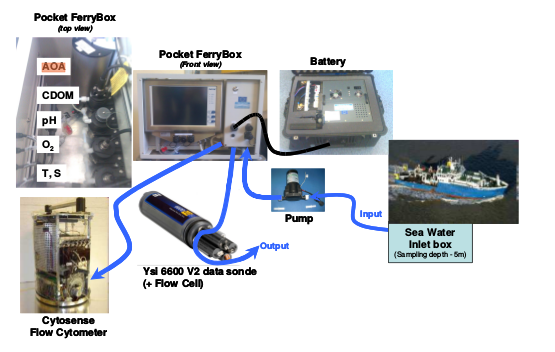 Pocket FerryBox
(top view)
AOA
CDOM
pH
O₂
T, S
Pocket FerryBox
(Front view)
Battery
Pump
Input
Output
Sea Water
Inlet box
(Sampling depth - 5m)
Ysi 6600 V2 data sonde
(+ Flow Cell)
Cytosense
Flow Cytometer